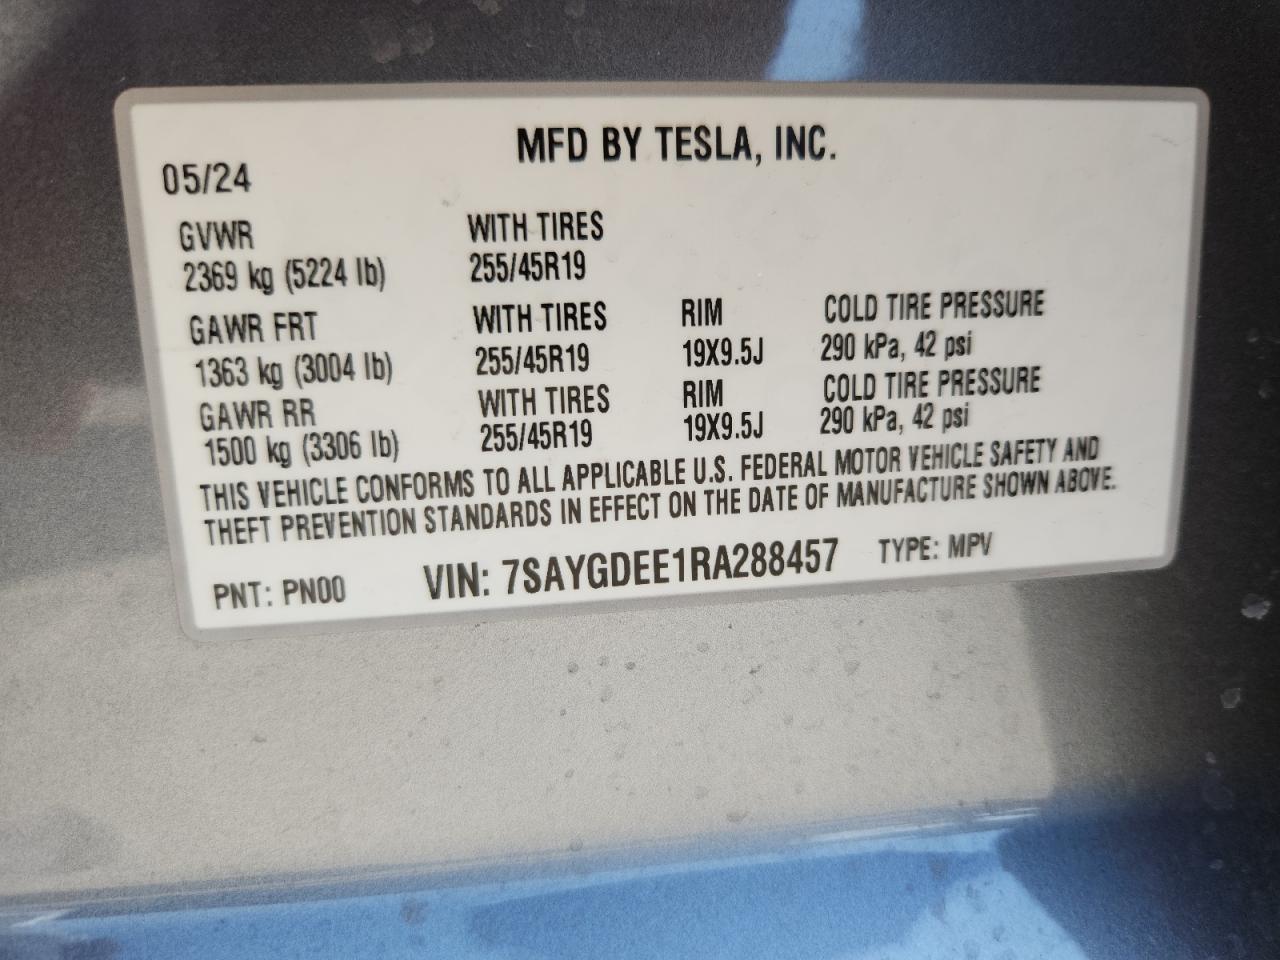 MFD BY TESLA, INC.
05/24
GVWR WITH TIRES
2369 kg (5224 lb) 255/45R19
GAWR FRT WITH TIRES RIM COLD TIRE PRESSURE
1363 kg (3004 lb) 255/45R19 19X9.5J 290 kPa, 42 psi
GAWR RR WITH TIRES RIM COLD TIRE PRESSURE
1500 kg (3306 lb) 255/45R19 19X9.5J 290 kPa, 42 psi
THIS VEHICLE CONFORMS TO ALL APPLICABLE U.S. FEDERAL MOTOR VEHICLE SAFETY AND
THEFT PREVENTION STANDARDS IN EFFECT ON THE DATE OF MANUFACTURE SHOWN ABOVE.
PNT: PN00 VIN: 7SAYGDEE1RA288457 TYPE: MPV